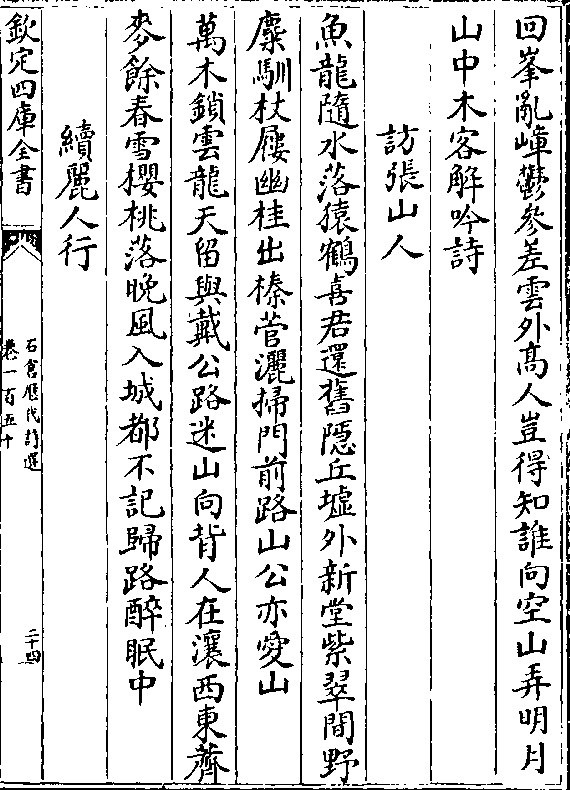 回峯亂嶂鬱參差雲外髙人豈得知誰向空山弄明月
山中木客解吟詩
訪張山人
魚龍隨水落猿鶴喜君還舊隱丘墟外新堂紫翠間野
麋馴杖屨幽桂出榛菅灑掃門前路山公亦愛山
萬木鎖雲龍天留與戴公路迷山向背人在瀼西東薺
麥餘春雪櫻桃落晚風入城都不記歸路醉眠中
續麗人行
欽定四庫全書
石倉歴代詩選
卷一百五十
二十四